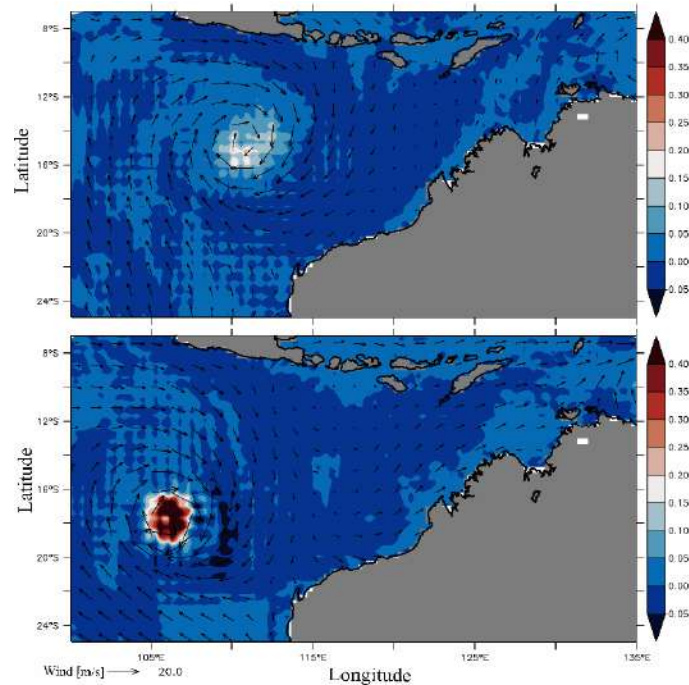 8°S
12°S
16°S
20°S
24°S
Latitude
0.40
0.35
0.30
0.25
0.20
0.15
0.10
0.05
0.00
0.05
8°S
12°S
16°S
20°S
24°S
Latitude
0.40
0.35
0.30
0.25
0.20
0.15
0.10
0.05
0.00
0.05
105°E
115°E
125°E
135°E
Wind [m/s]
20.0
Longitude